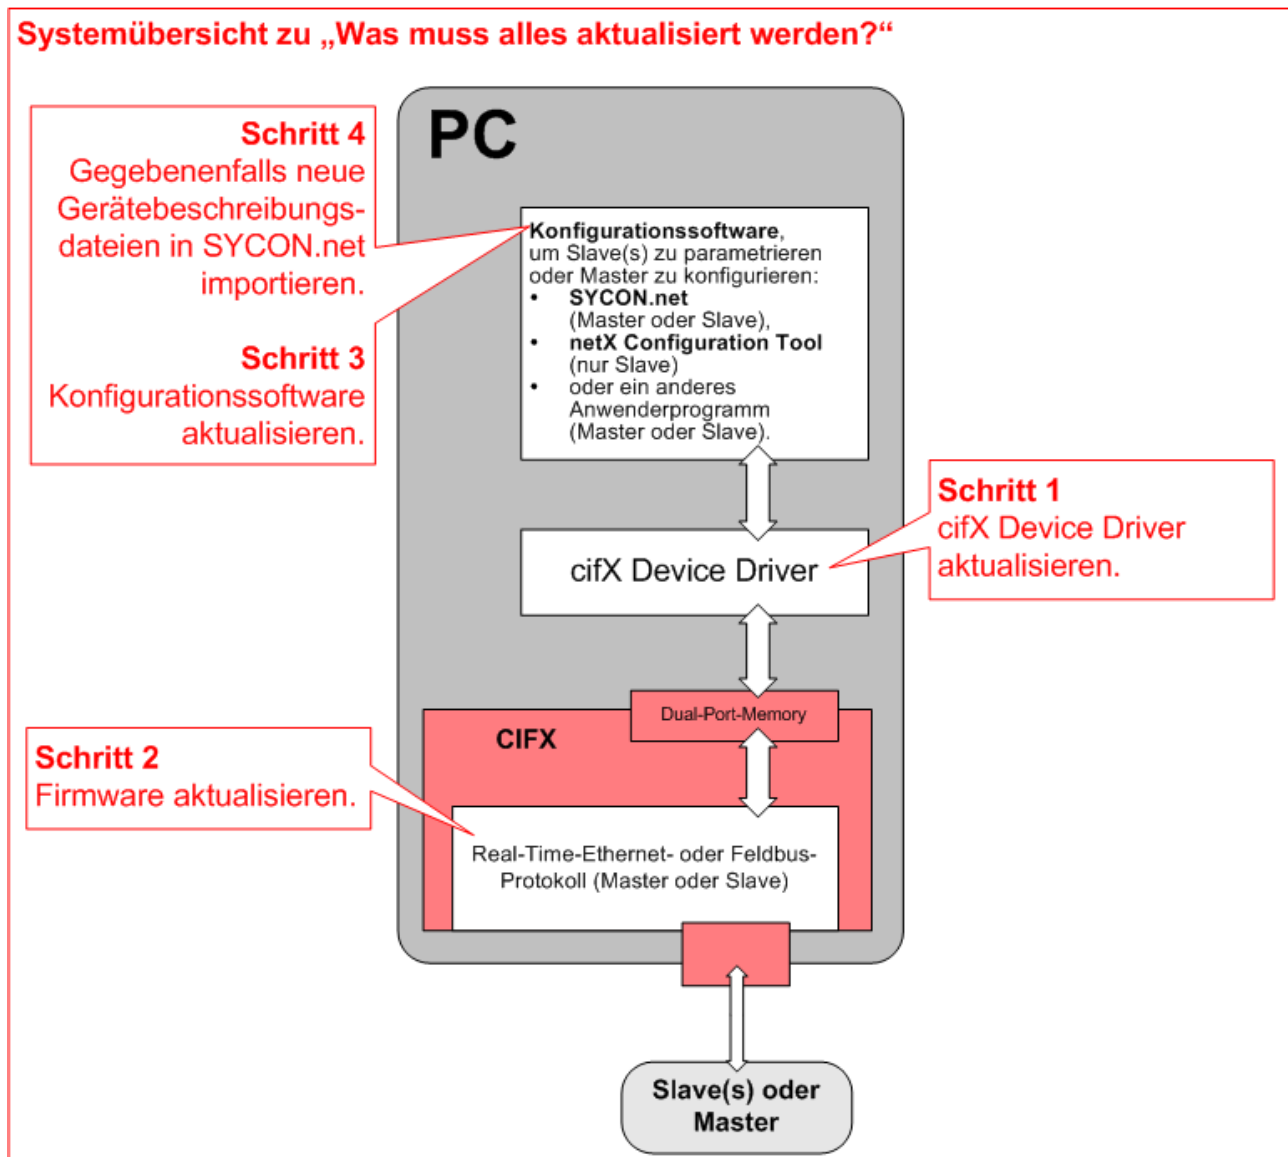 Systemübersicht zu „Was muss alles aktualisiert werden?“
PC
Schritt 4
Gegebenenfalls neue
Gerätebeschreibungs-
dateien in SYCON.net
importieren.
Schritt 3
Konfigurationssoftware
aktualisieren.
Konfigurationssoftware,
um Slave(s) zu parametrieren
oder Master zu konfigurieren:
• SYCON.net
(Master oder Slave),
• netX Configuration Tool
(nur Slave)
• oder ein anderes
Anwenderprogramm
(Master oder Slave).
Schritt 1
cifX Device Driver
aktualisieren.
cifX Device Driver
Dual-Port-Memory
CIFX
Schritt 2
Firmware aktualisieren.
Real-Time-Ethernet- oder Feldbus-
Protokoll (Master oder Slave)
Slave(s) oder
Master